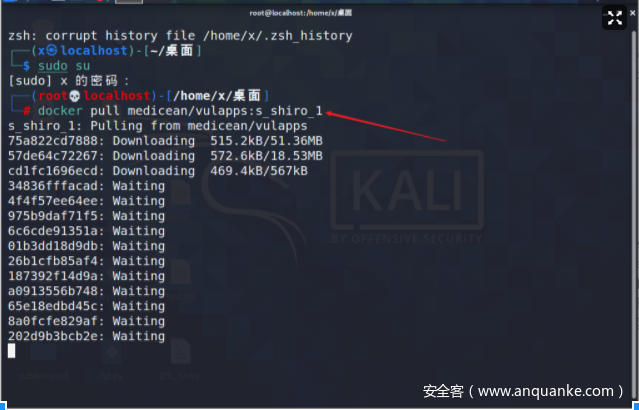 root@localhost:/home/x/桌面
zsh: corrupt history file /home/x/.zsh_history
(x㉿localhost)-[~/桌面]
$ sudo su
[sudo] x 的密码：
(root💀localhost)-[/home/x/桌面]
# docker pull medicean/vulapps:s_shiro_1
s_shiro_1: Pulling from medicean/vulapps
75a822cd7888: Downloading 515.2kB/51.36MB
57de64c72267: Downloading 572.6kB/18.53MB
cd1fc1696ecd: Downloading 469.4kB/567kB
34836fffacad: Waiting
4f4f57ee64ee: Waiting
975b9daf71f5: Waiting
6c6cde91351a: Waiting
01b3dd18d9db: Waiting
26b1cfb85af4: Waiting
187392f14d9a: Waiting
a0913556b748: Waiting
65e18edbd45c: Waiting
8a0fcfe829af: Waiting
202d9b3bcb2e: Waiting
KALI
BY OFFENSIVE SECURITY
安全客（www.anquanke.com）